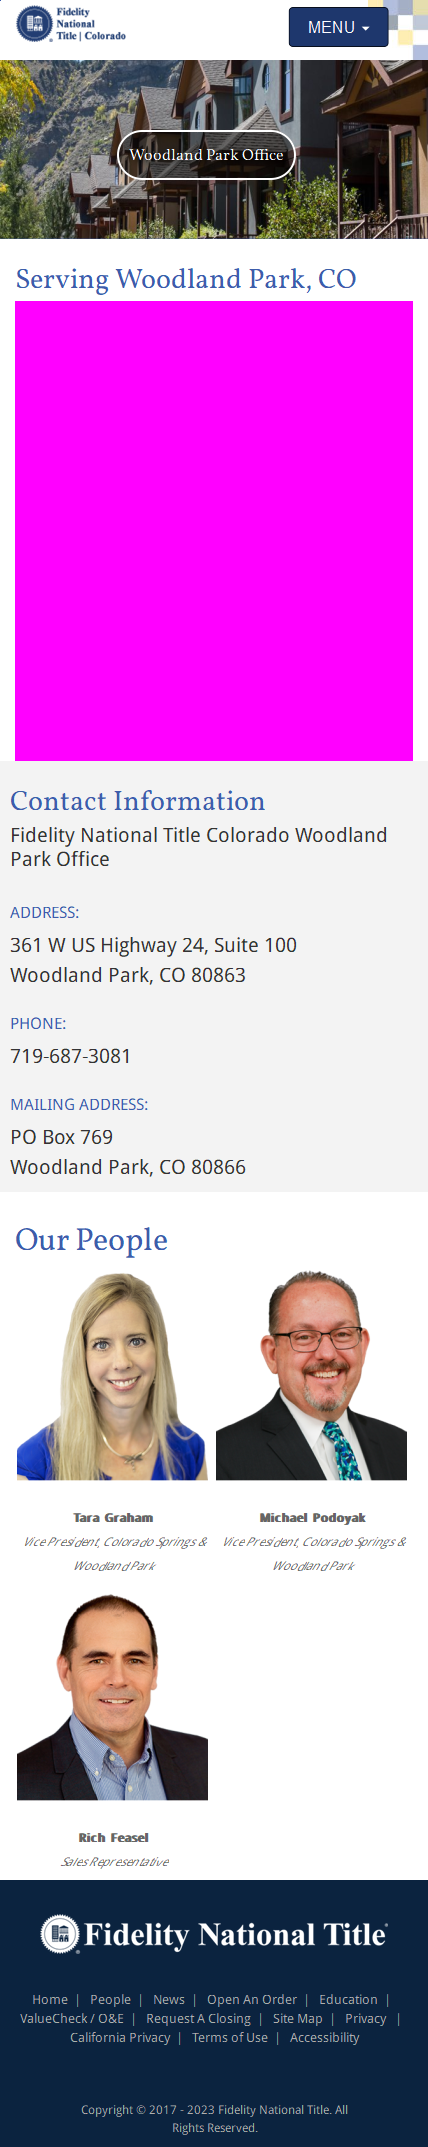 Fidelity
National
Title | Colorado
MENU
Woodland Park Office
Serving Woodland Park, CO
Contact Information
Fidelity National Title Colorado Woodland
Park Office
ADDRESS:
361 W US Highway 24, Suite 100
Woodland Park, CO 80863
PHONE:
719-687-3081
MAILING ADDRESS:
PO Box 769
Woodland Park, CO 80866
Our People
Tara Graham
Vice President, Colorado Springs &
Woodland Park
Michael Podoyak
Vice President, Colorado Springs &
Woodland Park
Rich Feasel
Sales Representative
Fidelity National Title
Home | People | News | Open An Order | Education |
ValueCheck / O&E | Request A Closing | Site Map | Privacy |
California Privacy | Terms of Use | Accessibility
Copyright © 2017 - 2023 Fidelity National Title. All
Rights Reserved.